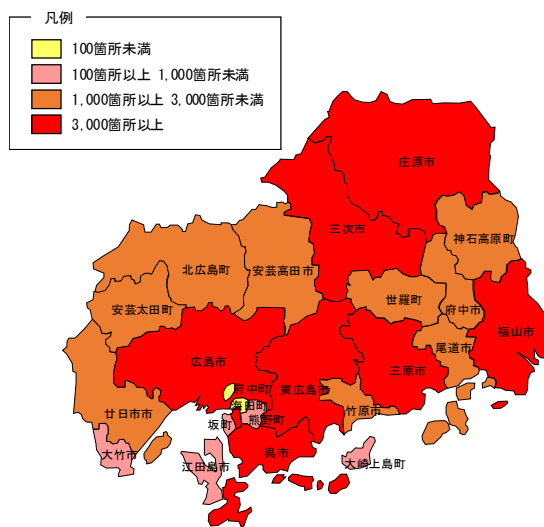 凡例
100箇所未満
100箇所以上 1,000箇所未満
1,000箇所以上 3,000箇所未満
3,000箇所以上
庄原市
三次市
神石高原町
北広島町
安芸高田市
世羅町
府中市
安芸太田町
福山市
尾道市
広島市
三原市
府中町
東広島市
海田町
竹原市
廿日市市
熊野町
坂町
呉市
大竹市
江田島市
大崎上島町